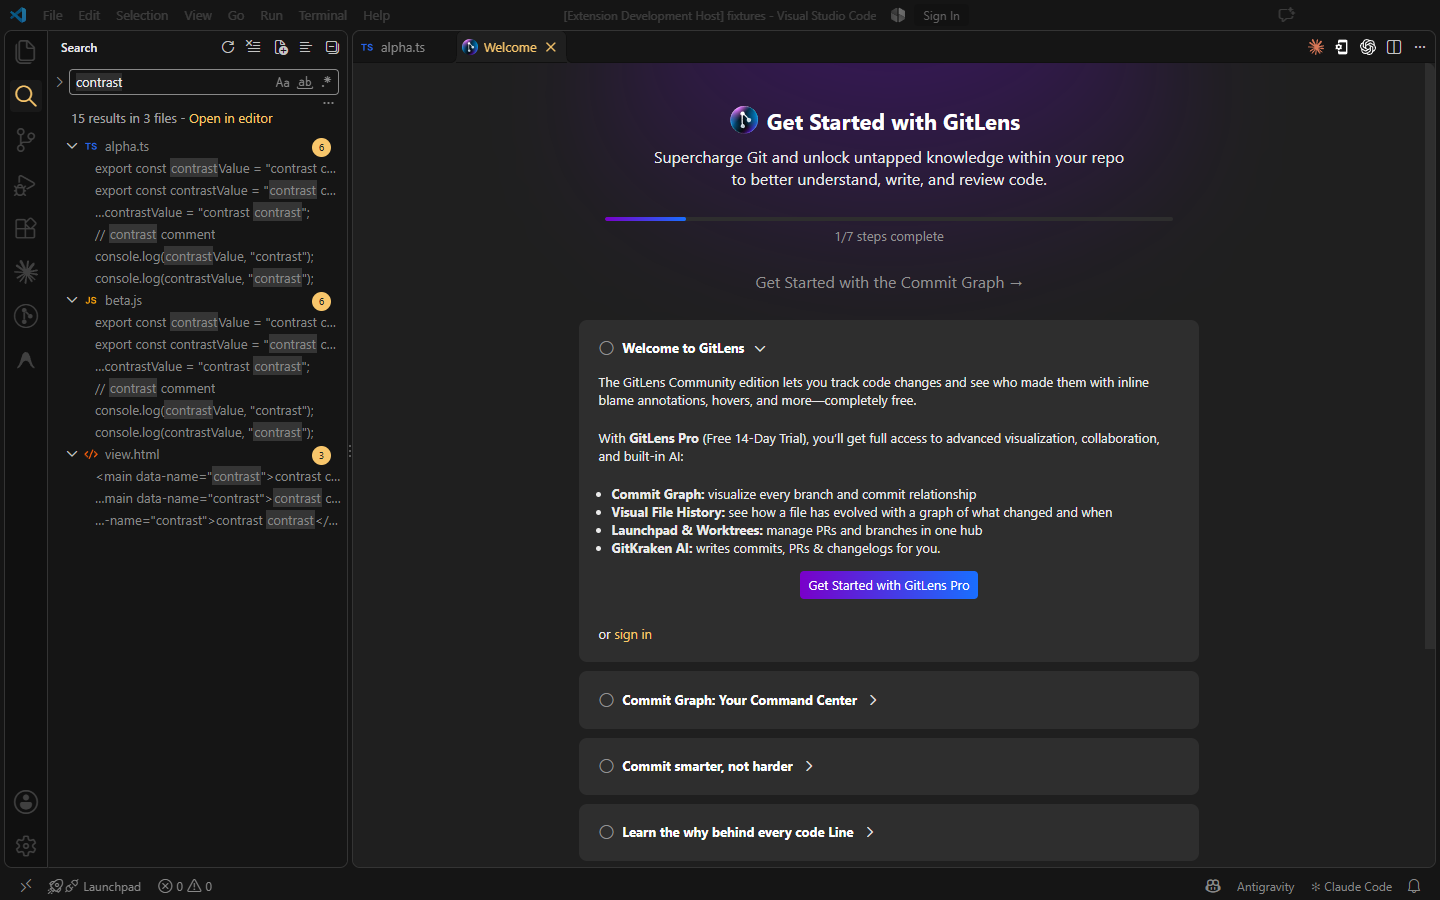 File Edit Selection View Go Run Terminal Help
[Extension Development Host] fixtures - Visual Studio Code
Sign In
Search
contrast
Aa ab .*
15 results in 3 files - Open in editor
TS alpha.ts 6
export const contrastValue = "contrast c...
export const contrastValue = "contrast c...
...contrastValue = "contrast contrast";
// contrast comment
console.log(contrastValue, "contrast");
console.log(contrastValue, "contrast");
JS beta.js 6
export const contrastValue = "contrast c...
export const contrastValue = "contrast c...
...contrastValue = "contrast contrast";
// contrast comment
console.log(contrastValue, "contrast");
console.log(contrastValue, "contrast");
view.html 3
<main data-name="contrast">contrast c...
...main data-name="contrast">contrast c...
...-name="contrast">contrast contrast</...
TS alpha.ts
Welcome
Get Started with GitLens
Supercharge Git and unlock untapped knowledge within your repo
to better understand, write, and review code.
1/7 steps complete
Get Started with the Commit Graph →
Welcome to GitLens
The GitLens Community edition lets you track code changes and see who made them with inline
blame annotations, hovers, and more—completely free.
With GitLens Pro (Free 14-Day Trial), you'll get full access to advanced visualization, collaboration,
and built-in AI:
• Commit Graph: visualize every branch and commit relationship
• Visual File History: see how a file has evolved with a graph of what changed and when
• Launchpad & Worktrees: manage PRs and branches in one hub
• GitKraken AI: writes commits, PRs & changelogs for you.
Get Started with GitLens Pro
or sign in
Commit Graph: Your Command Center
Commit smarter, not harder
Learn the why behind every code Line
Launchpad
0 0
Antigravity
Claude Code